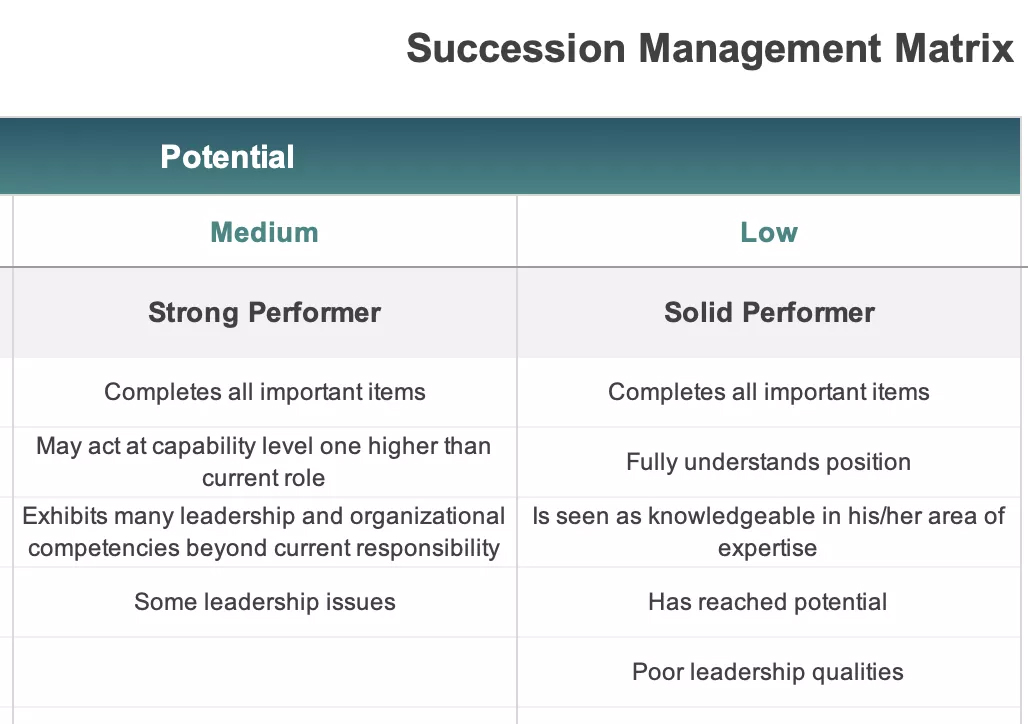 Succession Management Matrix
Potential
Medium
Low
Strong Performer
Solid Performer
Completes all important items
Completes all important items
May act at capability level one higher than
current role
Fully understands position
Exhibits many leadership and organizational
competencies beyond current responsibility
Is seen as knowledgeable in his/her area of
expertise
Some leadership issues
Has reached potential
Poor leadership qualities